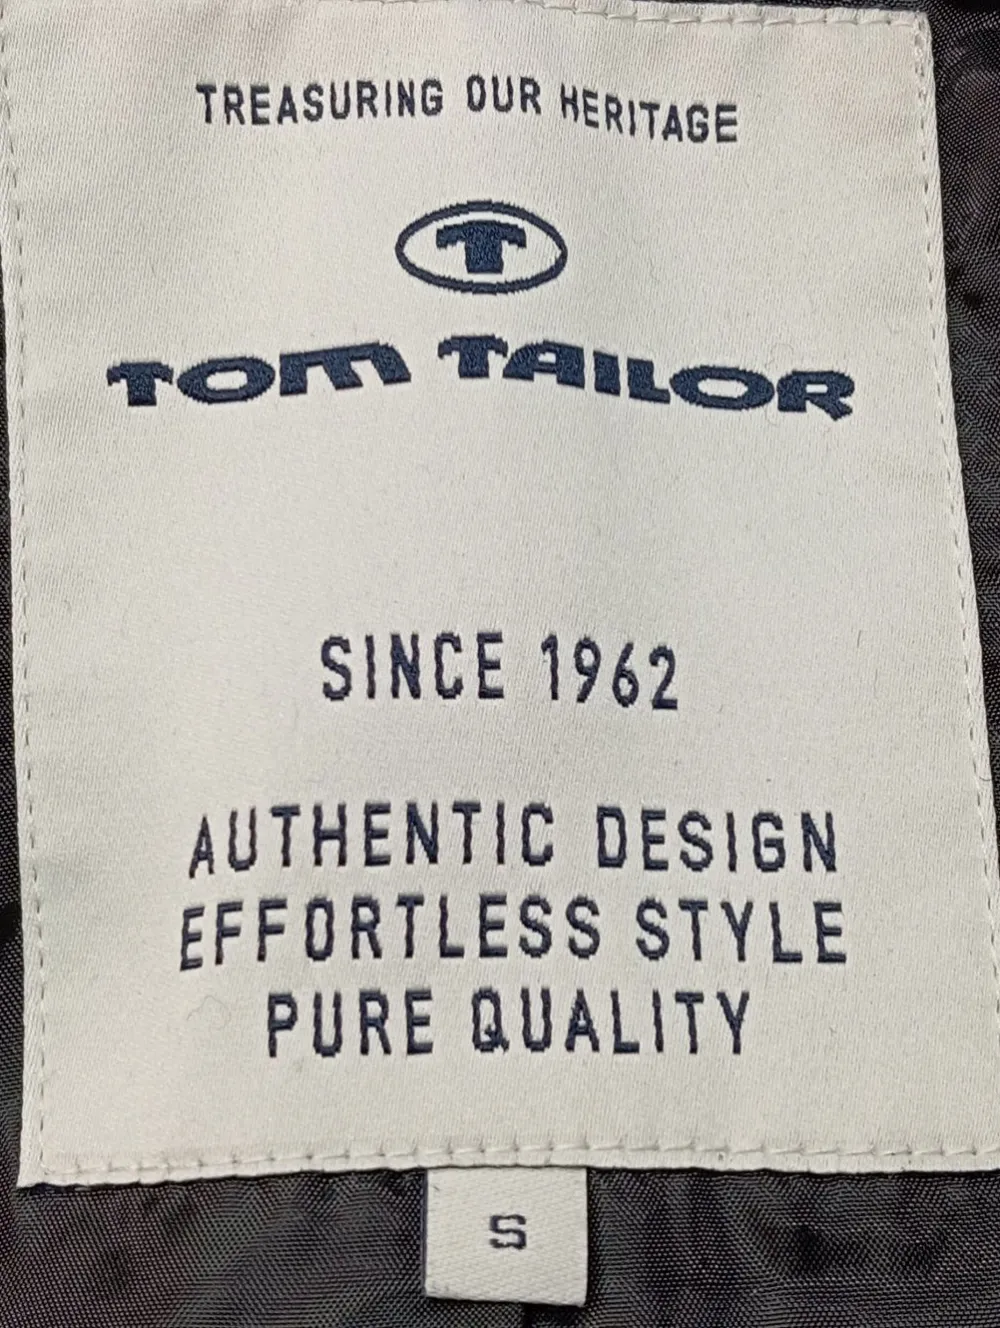 TREASURING OUR HERITAGE
T
TOM TAILOR
SINCE 1962
AUTHENTIC DESIGN
EFFORTLESS STYLE
PURE QUALITY
S